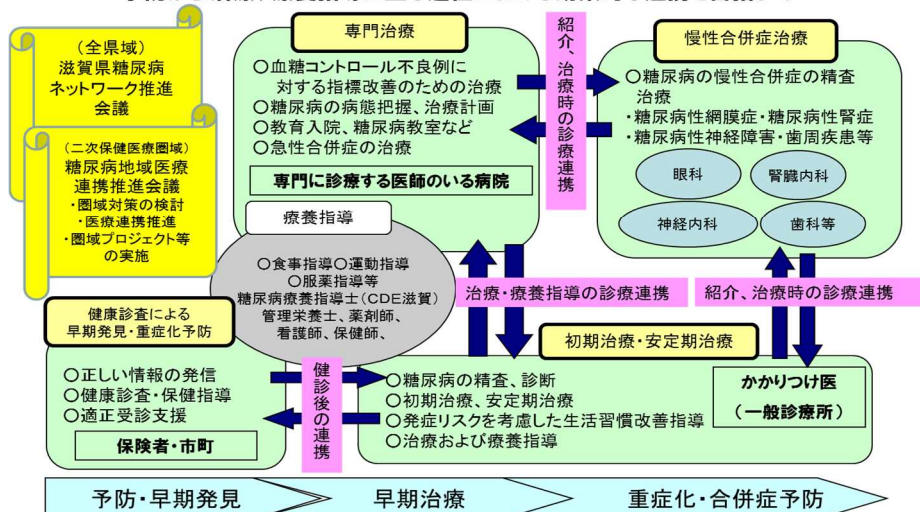 (全県域)
滋賀県糖尿病
ネットワーク推進
会議
(二次保健医療圏域)
糖尿病地域医療
連携推進会議
・圏域対策の検討
・医療連携推進
・圏域プロジェクト等
の実施
専門治療
○血糖コントロール不良例に
対する指標改善のための治療
○糖尿病の病態把握、治療計画
○教育入院、糖尿病教室など
○急性合併症の治療
専門に診療する医師のいる病院
紹介、治療時の診療連携
慢性合併症治療
○糖尿病の慢性合併症の精査
治療
・糖尿病性網膜症・糖尿病性腎症
・糖尿病性神経障害・歯周疾患等
眼科
腎臓内科
神経内科
歯科等
療養指導
○食事指導○運動指導
○服薬指導等
糖尿病療養指導士(CDE滋賀)
管理栄養士、薬剤師、
看護師、保健師、
治療・療養指導の診療連携
紹介、治療時の診療連携
健康診査による
早期発見・重症化予防
○正しい情報の発信
○健康診査・保健指導
○適正受診支援
保険者・市町
健診後の連携
初期治療・安定期治療
○糖尿病の精査、診断
○初期治療、安定期治療
○発症リスクを考慮した生活習慣改善指導
○治療および療養指導
かかりつけ医
(一般診療所)
予防・早期発見
早期治療
重症化・合併症予防